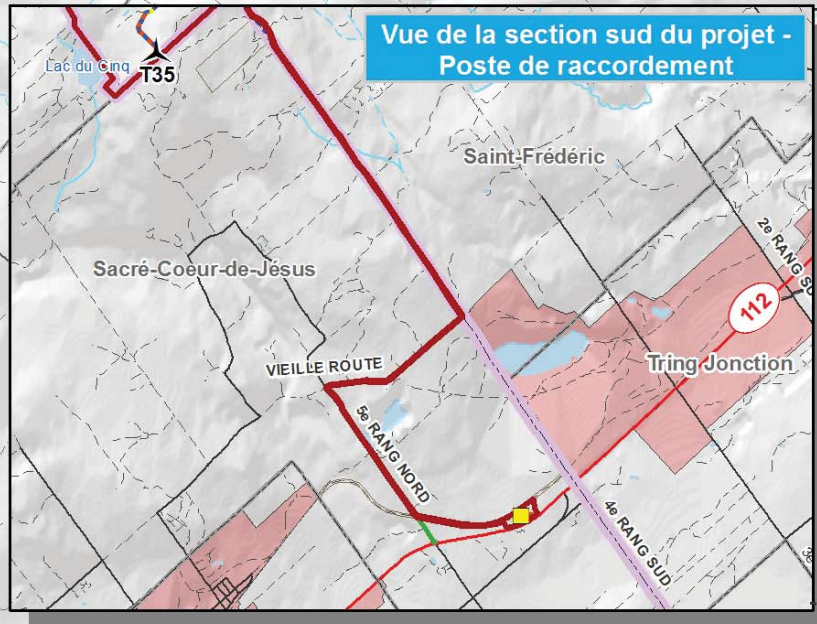 Vue de la section sud du projet -
Poste de raccordement
Lac du Cinq
T35
Saint-Frédéric
Sacré-Coeur-de-Jésus
2e RANG SU
112
VIEILLE ROUTE
Tring Jonction
5e RANG NORD
4e RANG SUD
3e